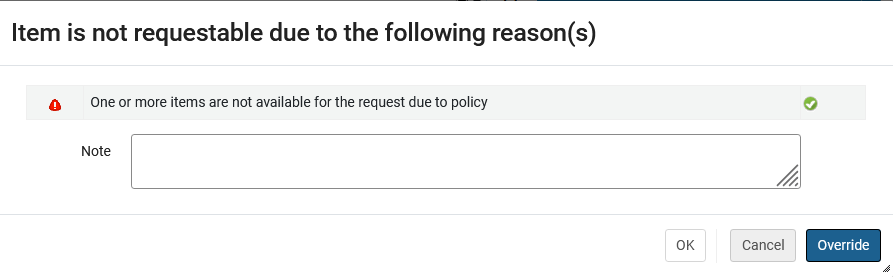 Item is not requestable due to the following reason(s)
One or more items are not available for the request due to policy
Note
OK
Cancel
Override